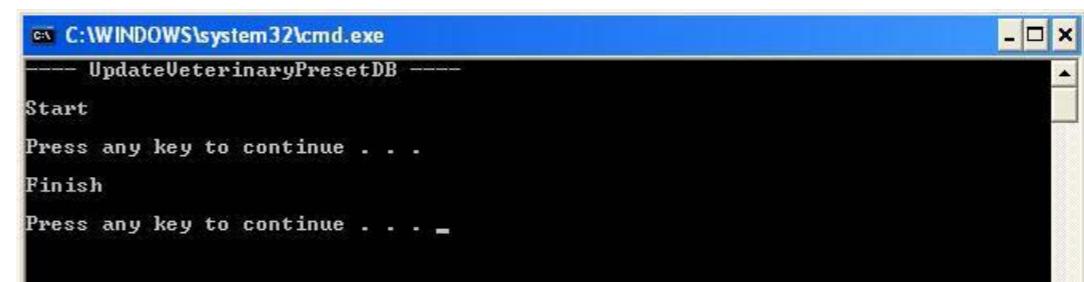 C:\WINDOWS\system32\cmd.exe
---- UpdateVeterinaryPresetDB ----
Start
Press any key to continue . . .
Finish
Press any key to continue . . . _